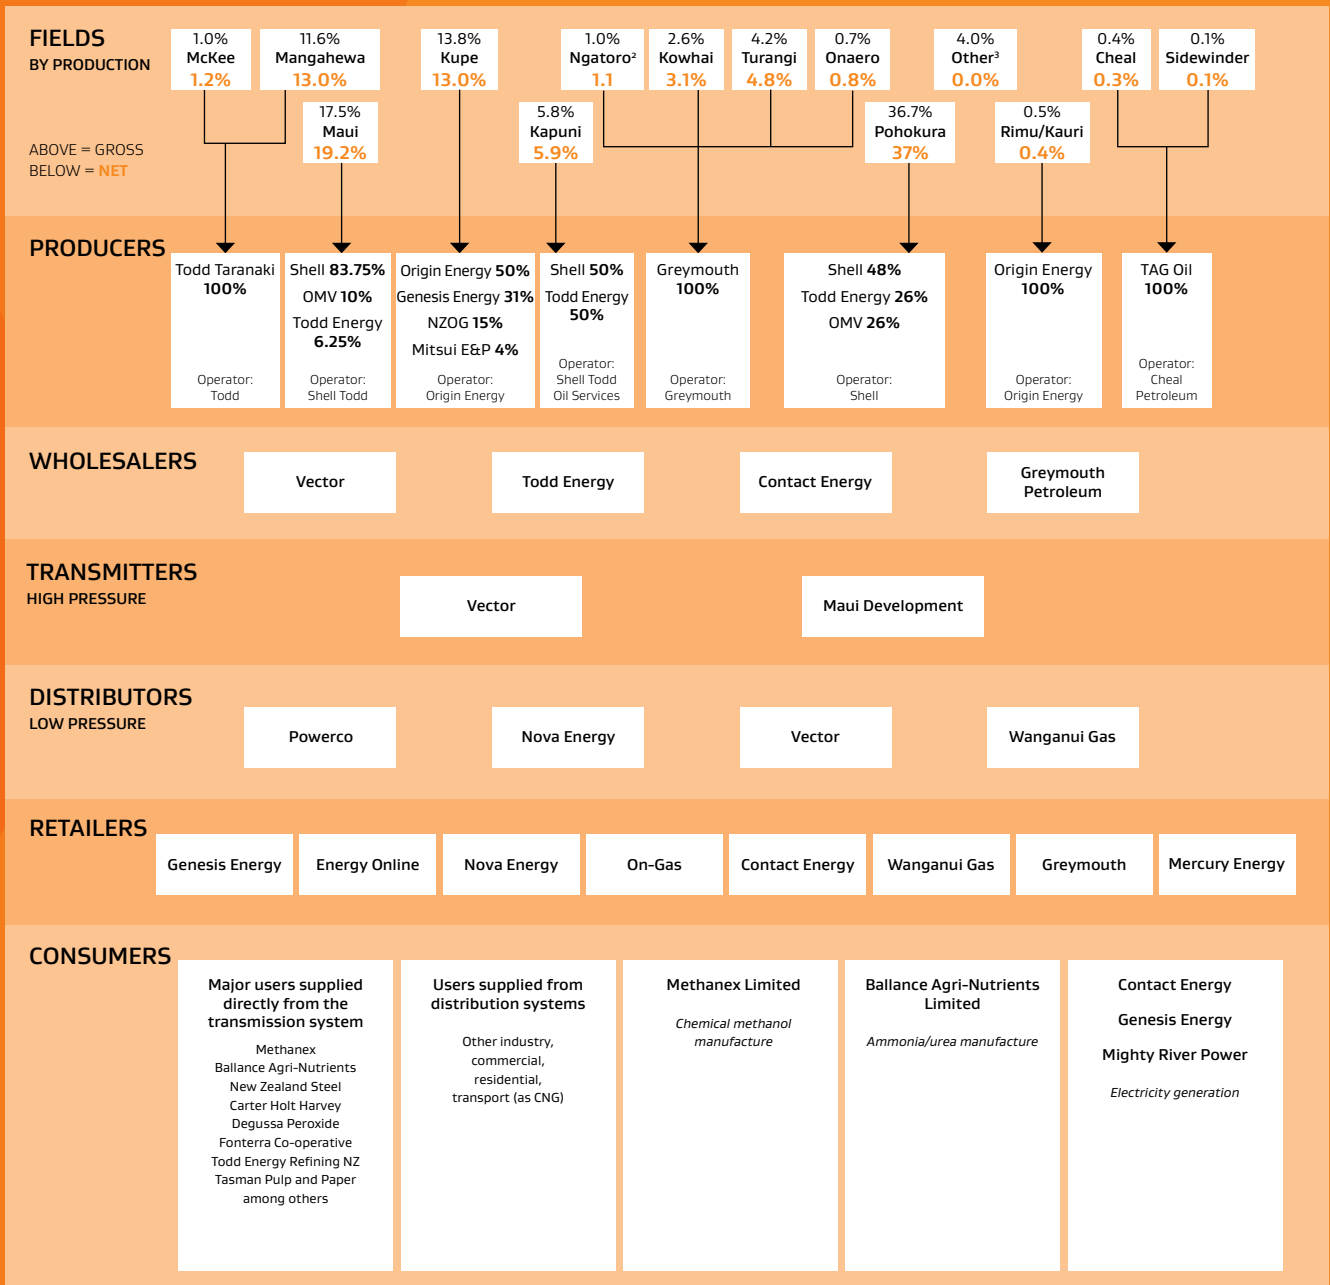 FIELDS
BY PRODUCTION
ABOVE = GROSS
BELOW = NET
1.0%
McKee
1.2%
11.6%
Mangahewa
13.0%
17.5%
Maui
19.2%
13.8%
Kupe
13.0%
5.8%
Kapuni
5.9%
1.0%
Ngatoro²
1.1
2.6%
Kowhai
3.1%
4.2%
Turangi
4.8%
0.7%
Onaero
0.8%
36.7%
Pohokura
37%
4.0%
Other³
0.0%
0.5%
Rimu/Kauri
0.4%
0.4%
Cheal
0.3%
0.1%
Sidewinder
0.1%
PRODUCERS
Todd Taranaki
100%
Operator:
Todd
Shell 83.75%
OMV 10%
Todd Energy
6.25%
Operator:
Shell Todd
Origin Energy 50%
Genesis Energy 31%
NZOG 15%
Mitsui E&P 4%
Operator:
Origin Energy
Shell 50%
Todd Energy
50%
Operator:
Shell Todd
Oil Services
Greymouth
100%
Operator:
Greymouth
Shell 48%
Todd Energy 26%
OMV 26%
Operator:
Shell
Origin Energy
100%
Operator:
Origin Energy
TAG Oil
100%
Operator:
Cheal
Petroleum
WHOLESALERS
Vector
Todd Energy
Contact Energy
Greymouth
Petroleum
TRANSMITTERS
HIGH PRESSURE
Vector
Maui Development
DISTRIBUTORS
LOW PRESSURE
Powerco
Nova Energy
Vector
Wanganui Gas
RETAILERS
Genesis Energy
Energy Online
Nova Energy
On-Gas
Contact Energy
Wanganui Gas
Greymouth
Mercury Energy
CONSUMERS
Major users supplied
directly from the
transmission system
Methanex
Ballance Agri-Nutrients
New Zealand Steel
Carter Holt Harvey
Degussa Peroxide
Fonterra Co-operative
Todd Energy Refining NZ
Tasman Pulp and Paper
among others
Users supplied from
distribution systems
Other industry,
commercial,
residential,
transport (as CNG)
Methanex Limited
Chemical methanol
manufacture
Ballance Agri-Nutrients
Limited
Ammonia/urea manufacture
Contact Energy
Genesis Energy
Mighty River Power
Electricity generation